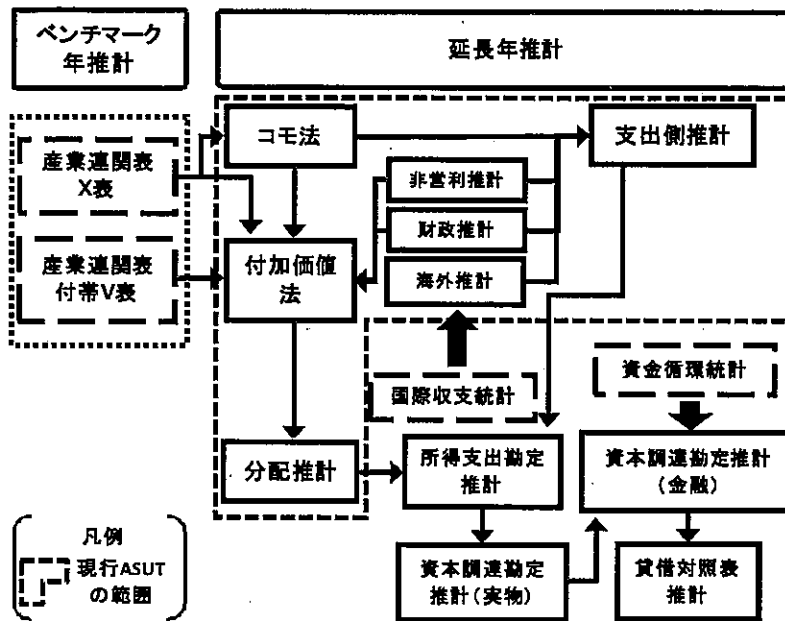 ベンチマーク
年推計
延長年推計
コモ法
支出側推計
産業連関表
X表
非営利推計
財政推計
産業連関表
付帯V表
付加価値
法
海外推計
国際収支統計
資金循環統計
分配推計
所得支出勘定
推計
資本調達勘定推計
(金融)
凡例
現行ASUT
の範囲
資本調達勘定
推計(実物)
貸借対照表
推計